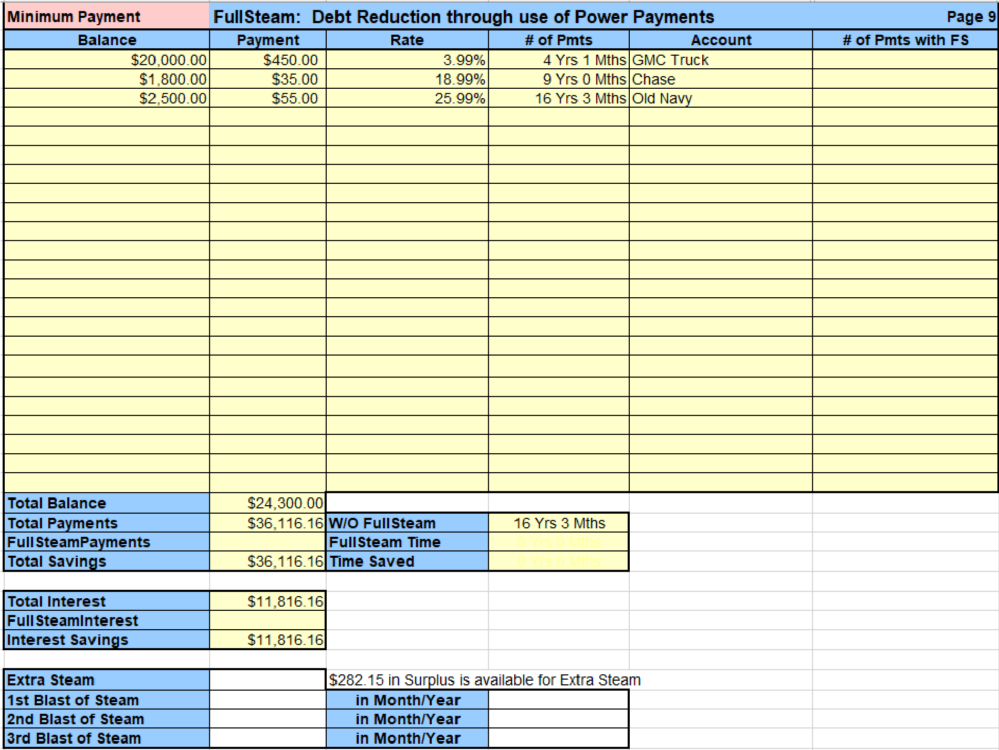 Minimum Payment FullSteam: Debt Reduction through use of Power Payments Page 9
Balance Payment Rate # of Pmts Account # of Pmts with FS
$20,000.00 $450.00 3.99% 4 Yrs 1 Mths GMC Truck
$1,800.00 $35.00 18.99% 9 Yrs 0 Mths Chase
$2,500.00 $55.00 25.99% 16 Yrs 3 Mths Old Navy
Total Balance $24,300.00
Total Payments $36,116.16 W/O FullSteam 16 Yrs 3 Mths
FullSteamPayments FullSteam Time 0 Yrs 0 Mths
Total Savings $36,116.16 Time Saved 0 Yrs 0 Mths
Total Interest $11,816.16
FullSteamInterest
Interest Savings $11,816.16
Extra Steam $282.15 in Surplus is available for Extra Steam
1st Blast of Steam in Month/Year
2nd Blast of Steam in Month/Year
3rd Blast of Steam in Month/Year